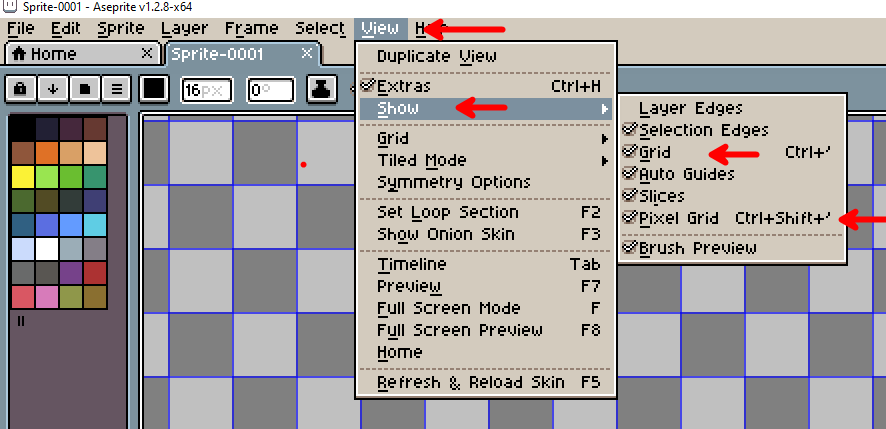 Sprite-0001 - Aseprite v1.2.8-x64
File Edit Sprite Layer Frame Select View H
Home × Sprite-0001 ×
16px 0°
Duplicate View
Extras Ctrl+H
Show
Grid
Tiled Mode
Symmetry Options
Set Loop Section F2
Show Onion Skin F3
Timeline Tab
Preview F7
Full Screen Mode F
Full Screen Preview F8
Home
Refresh & Reload Skin F5
Layer Edges
Selection Edges
Grid Ctrl+'
Auto Guides
Slices
Pixel Grid Ctrl+Shift+'
Brush Preview